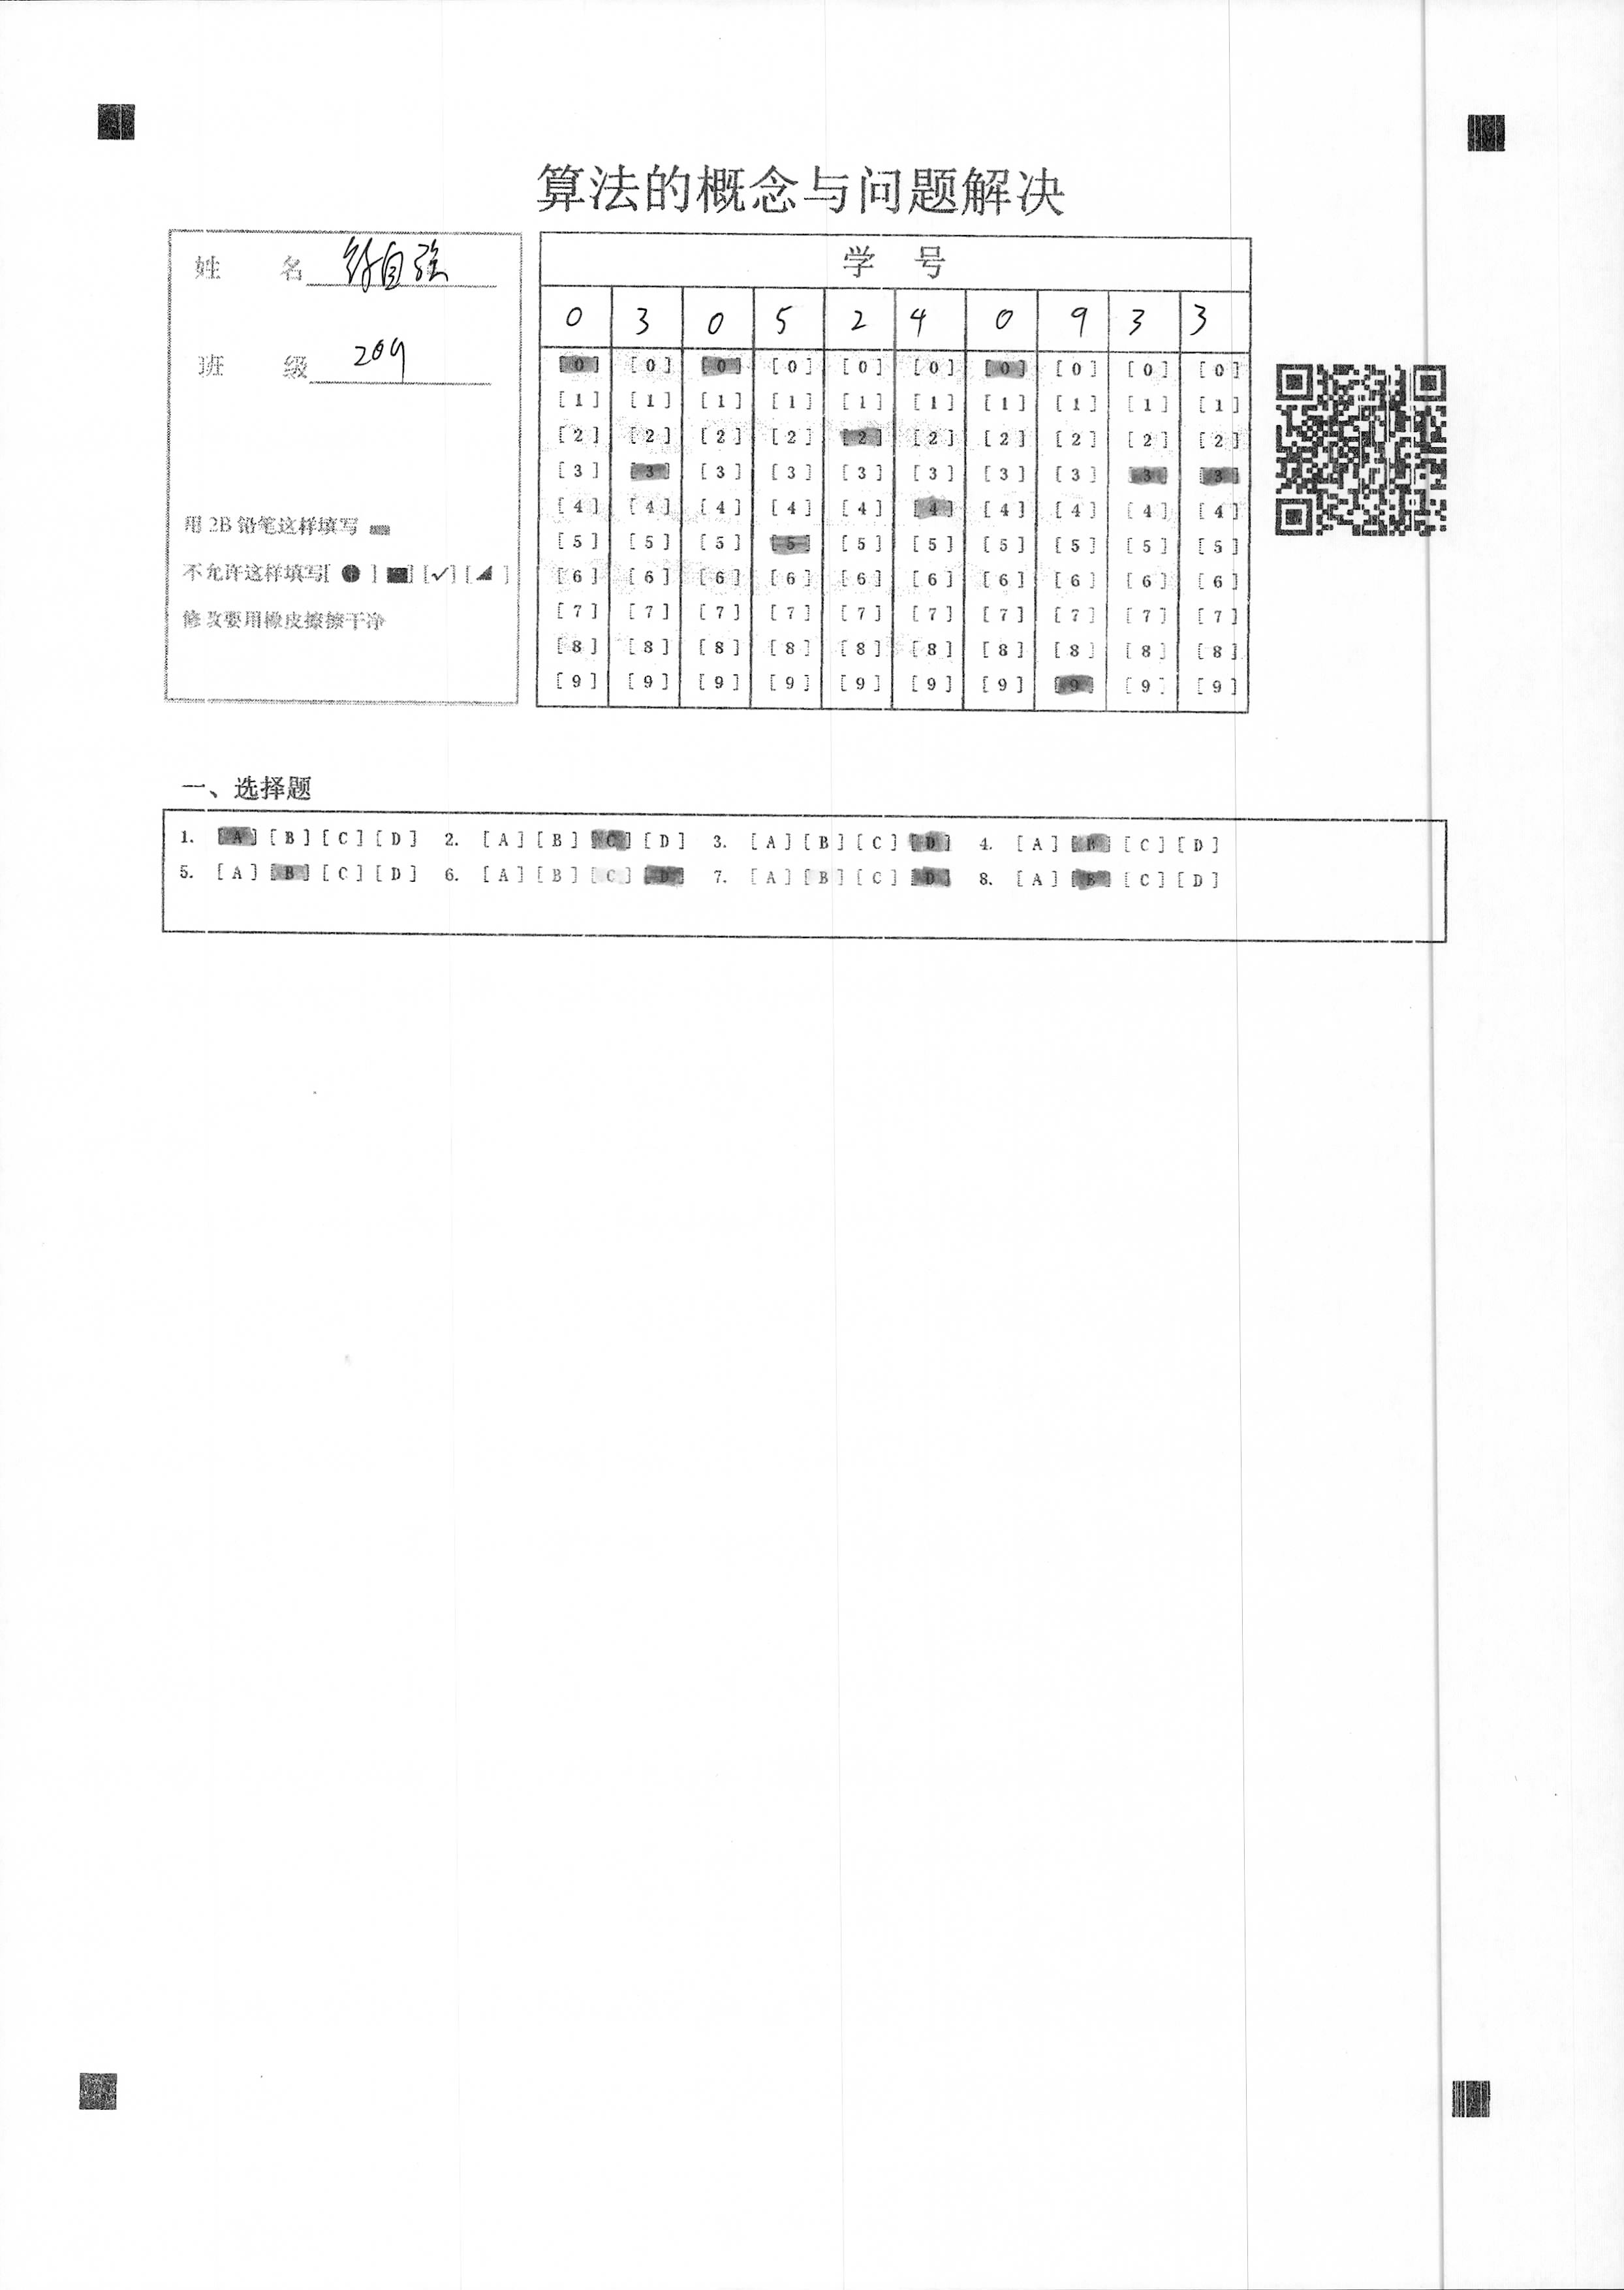 算法的概念与问题解决
姓 名 自强
班 级 209
用2B铅笔这样填写
不允许这样填写[ ● ] [■] [✓] [◢ ]
修改要用橡皮擦擦干净
学 号
0 3 0 5 2 4 0 9 3 3
[0] [0] [0] [0] [0] [0] [0] [0] [0] [0]
[1] [1] [1] [1] [1] [1] [1] [1] [1] [1]
[2] [2] [2] [2] [2] [2] [2] [2] [2] [2]
[3] [3] [3] [3] [3] [3] [3] [3] [3] [3]
[4] [4] [4] [4] [4] [4] [4] [4] [4] [4]
[5] [5] [5] [5] [5] [5] [5] [5] [5] [5]
[6] [6] [6] [6] [6] [6] [6] [6] [6] [6]
[7] [7] [7] [7] [7] [7] [7] [7] [7] [7]
[8] [8] [8] [8] [8] [8] [8] [8] [8] [8]
[9] [9] [9] [9] [9] [9] [9] [9] [9] [9]
一、选择题
1. [A] [B] [C] [D] 2. [A] [B] [C] [D] 3. [A] [B] [C] [D] 4. [A] [B] [C] [D]
5. [A] [B] [C] [D] 6. [A] [B] [C] [D] 7. [A] [B] [C] [D] 8. [A] [B] [C] [D]